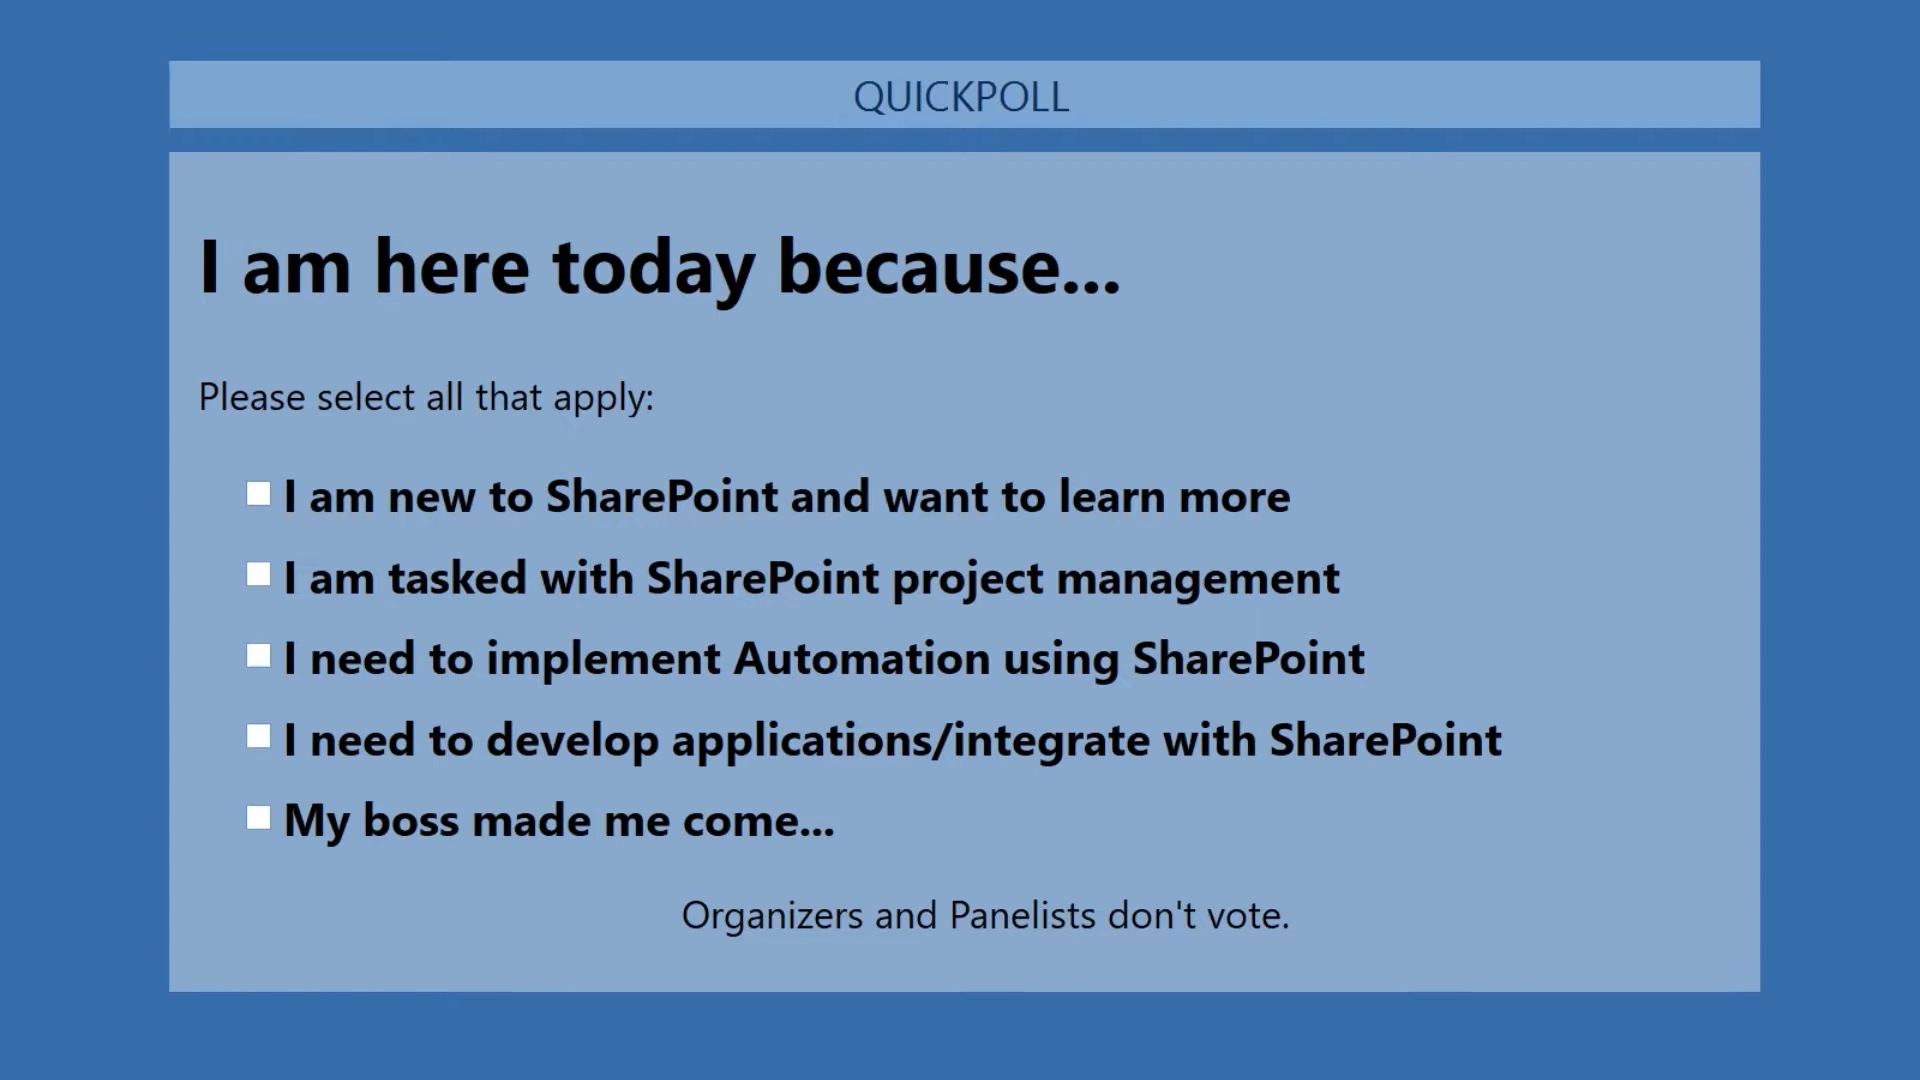 QUICKPOLL
I am here today because...
Please select all that apply:
I am new to SharePoint and want to learn more
I am tasked with SharePoint project management
I need to implement Automation using SharePoint
I need to develop applications/integrate with SharePoint
My boss made me come...
Organizers and Panelists don't vote.